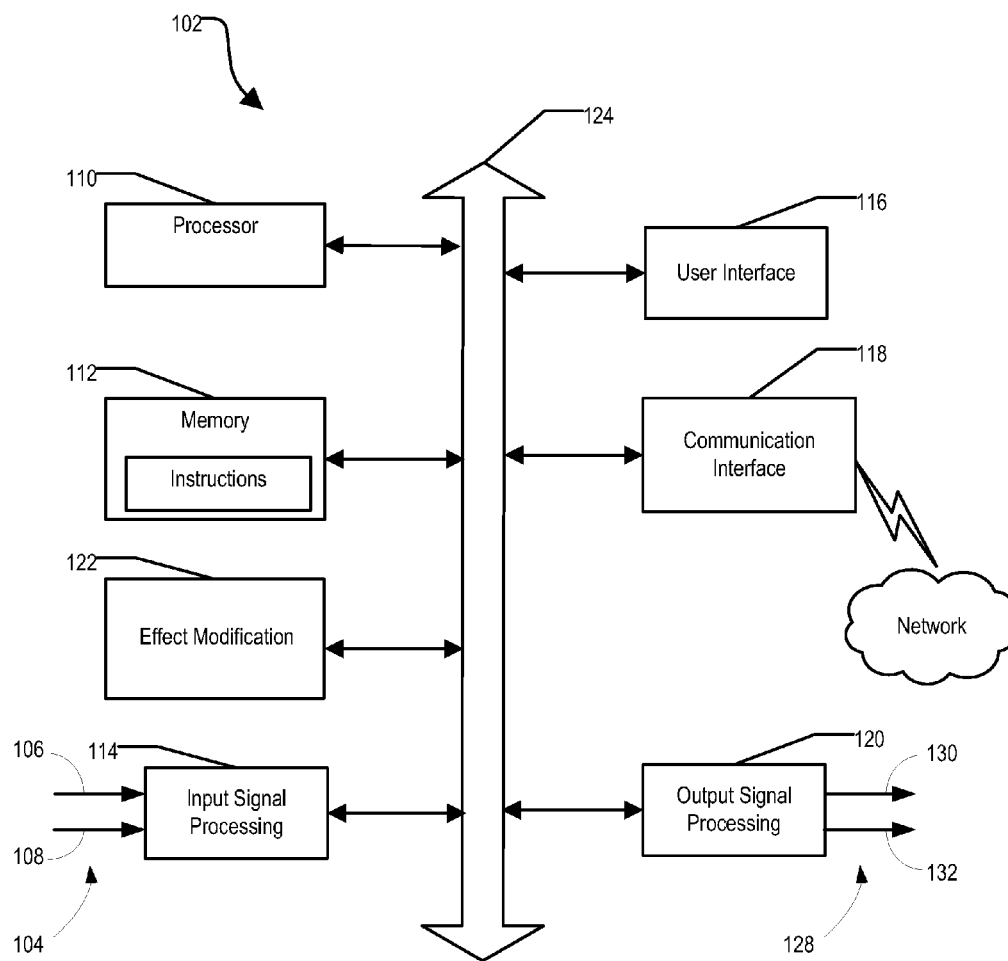 102
124
110
Processor
116
User Interface
112
Memory
Instructions
118
Communication
Interface
122
Effect Modification
Network
106
114
Input Signal
Processing
108
104
120
Output Signal
Processing
130
132
128